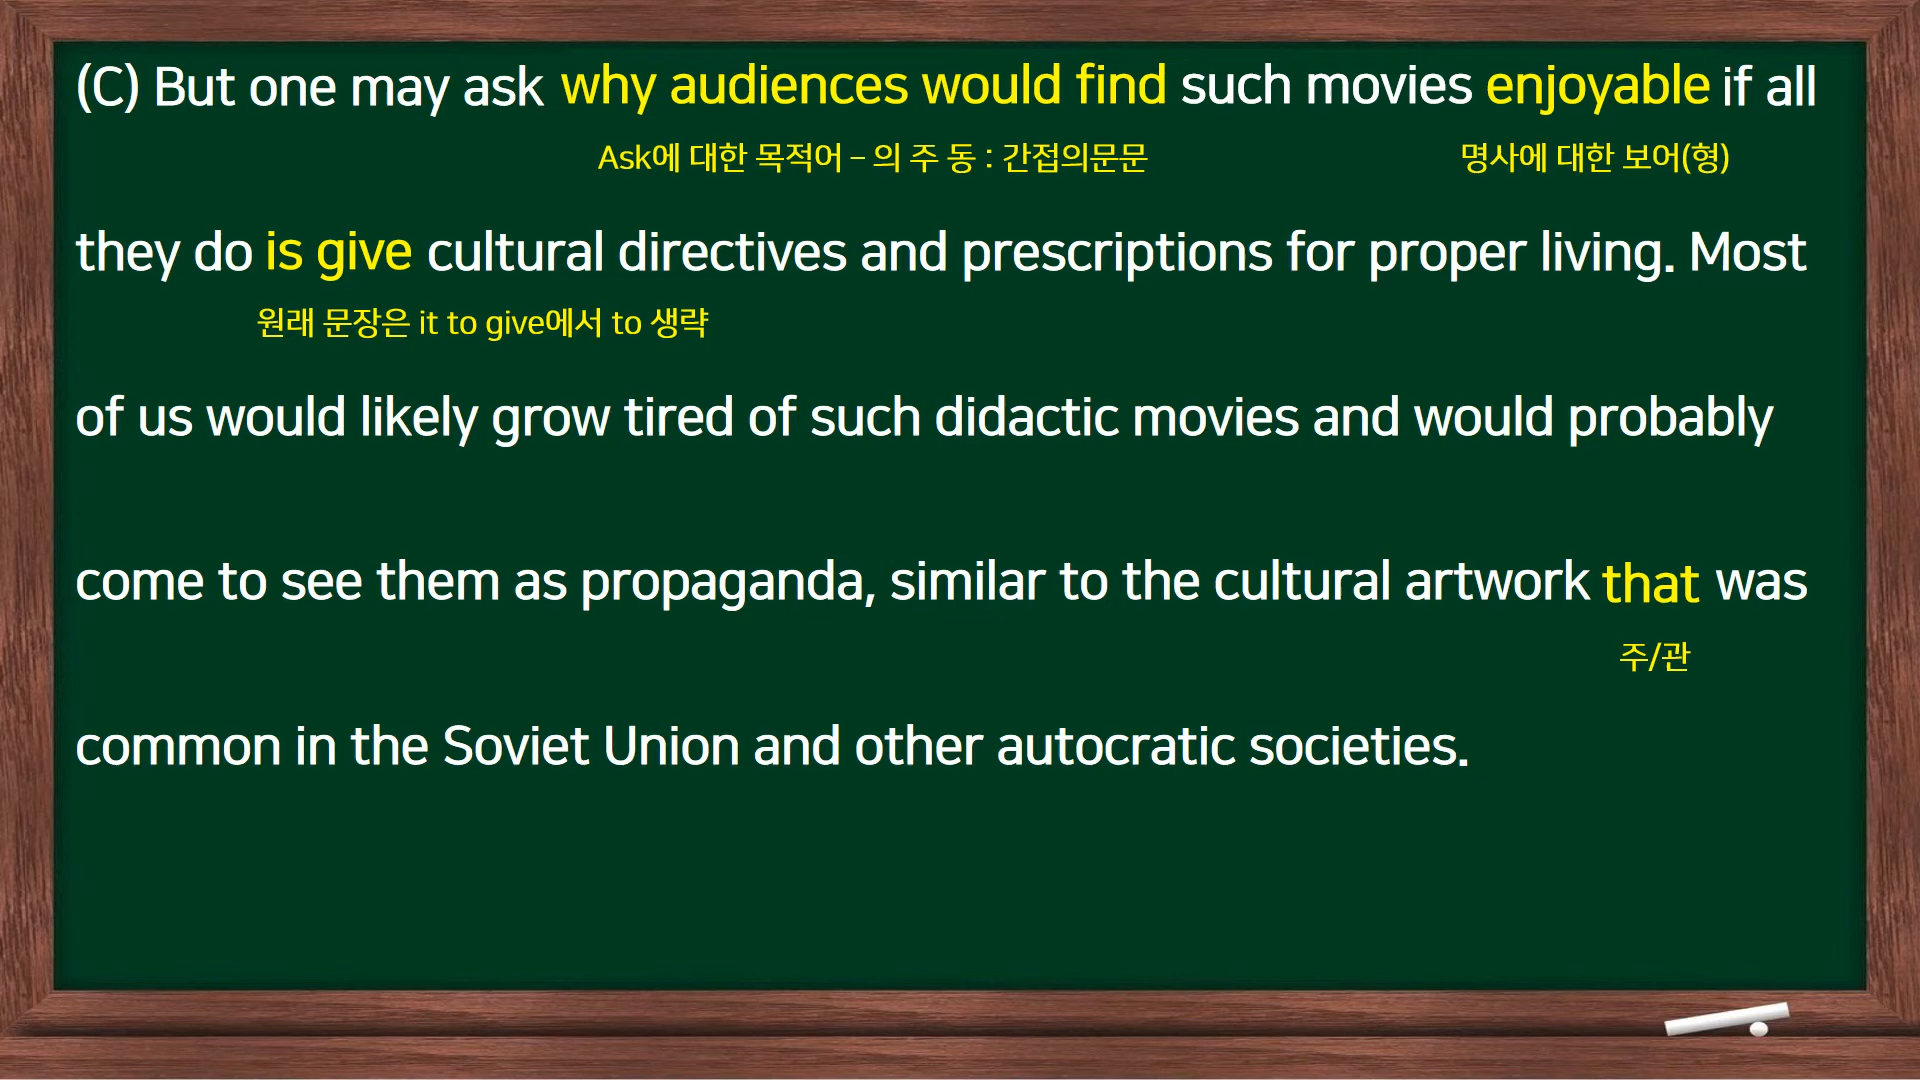 (C) But one may ask why audiences would find such movies enjoyable if all
Ask에 대한 목적어 – 의 주 동 : 간접의문문 명사에 대한 보어(형)
they do is give cultural directives and prescriptions for proper living. Most
원래 문장은 it to give에서 to 생략
of us would likely grow tired of such didactic movies and would probably
come to see them as propaganda, similar to the cultural artwork that was
주/관
common in the Soviet Union and other autocratic societies.